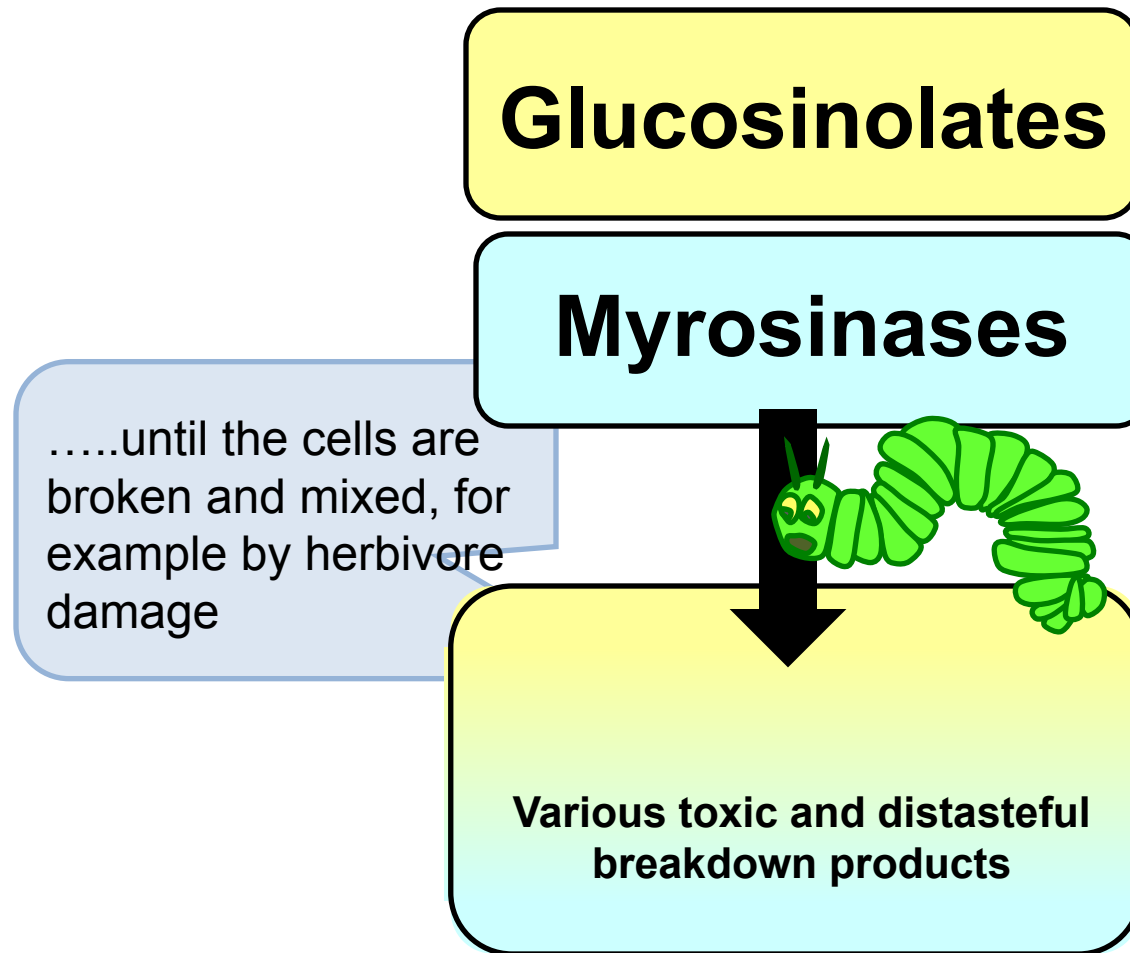 Glucosinolates
Myrosinases
…..until the cells are
broken and mixed, for
example by herbivore
damage
Various toxic and distasteful
breakdown products